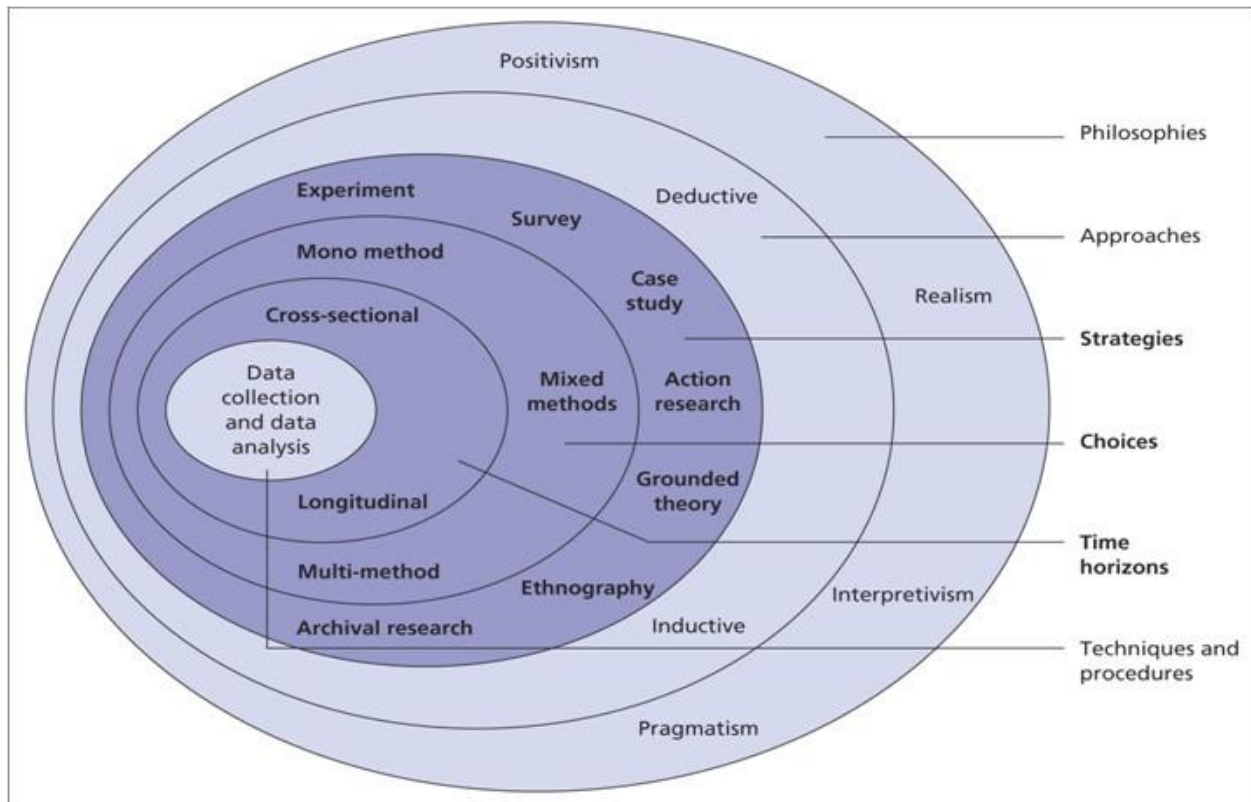 Positivism
Philosophies
Experiment
Deductive
Survey
Approaches
Mono method
Case
study
Realism
Cross-sectional
Strategies
Data
collection
and data
analysis
Mixed
methods
Action
research
Choices
Longitudinal
Grounded
theory
Time
horizons
Multi-method
Ethnography
Interpretivism
Archival research
Inductive
Techniques and
procedures
Pragmatism